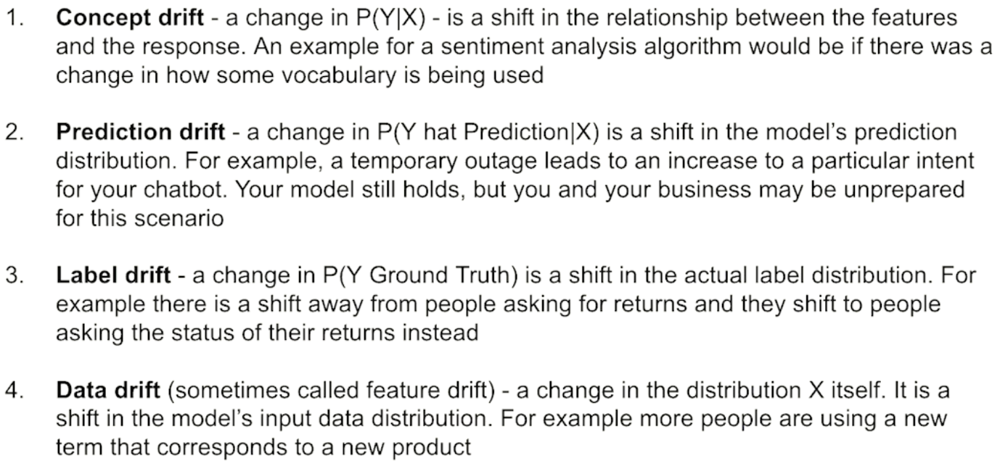 1. Concept drift - a change in P(Y|X) - is a shift in the relationship between the features
and the response. An example for a sentiment analysis algorithm would be if there was a
change in how some vocabulary is being used
2. Prediction drift - a change in P(Y hat Prediction|X) is a shift in the model's prediction
distribution. For example, a temporary outage leads to an increase to a particular intent
for your chatbot. Your model still holds, but you and your business may be unprepared
for this scenario
3. Label drift - a change in P(Y Ground Truth) is a shift in the actual label distribution. For
example there is a shift away from people asking for returns and they shift to people
asking the status of their returns instead
4. Data drift (sometimes called feature drift) - a change in the distribution X itself. It is a
shift in the model's input data distribution. For example more people are using a new
term that corresponds to a new product